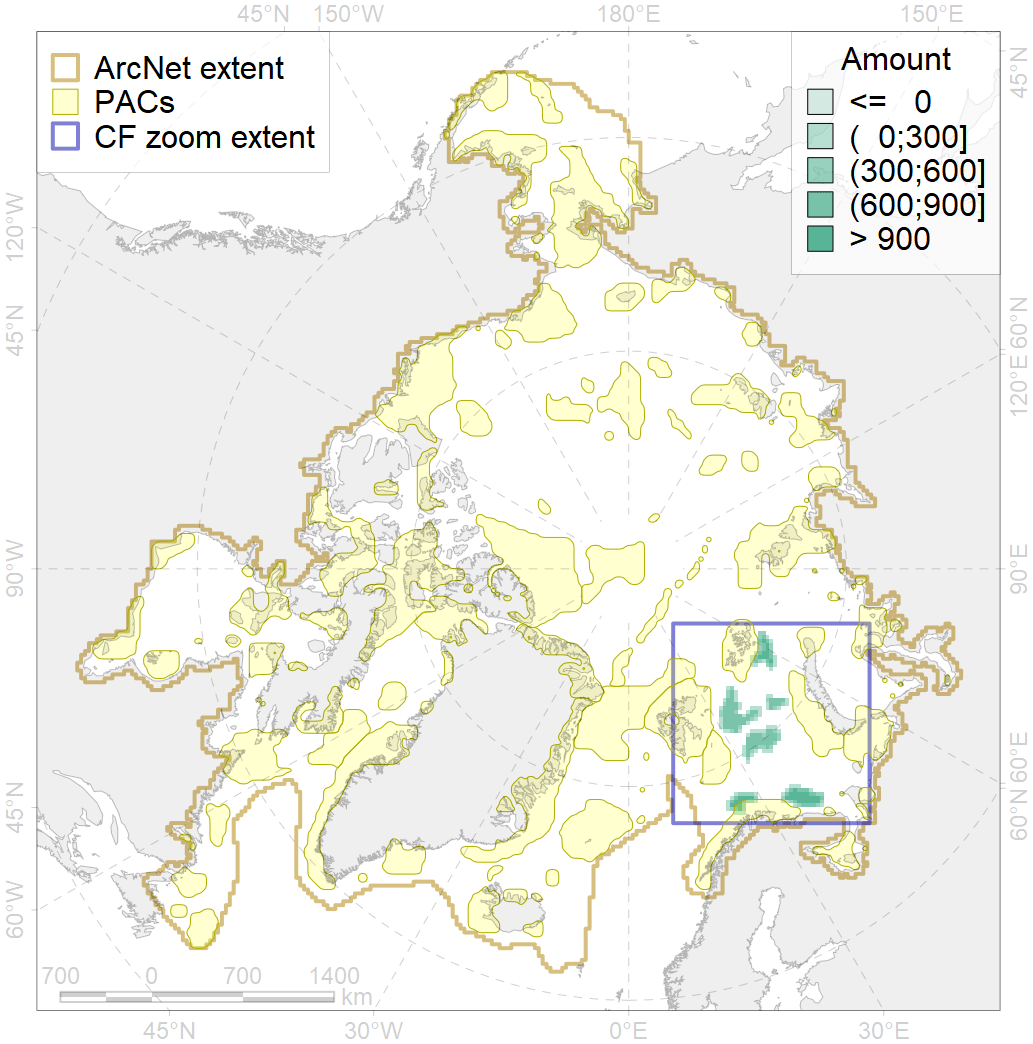 45°N 150°W 180°E 150°E
ArcNet extent
PACs
CF zoom extent
Amount
<= 0
( 0;300]
(300;600]
(600;900]
> 900
45°N
120°W
45°N
90°W
45°N
60°W
60°N
120°E
90°E
60°E
60°N
700 0 700 1400
km
45°N 30°W 0°E 30°E